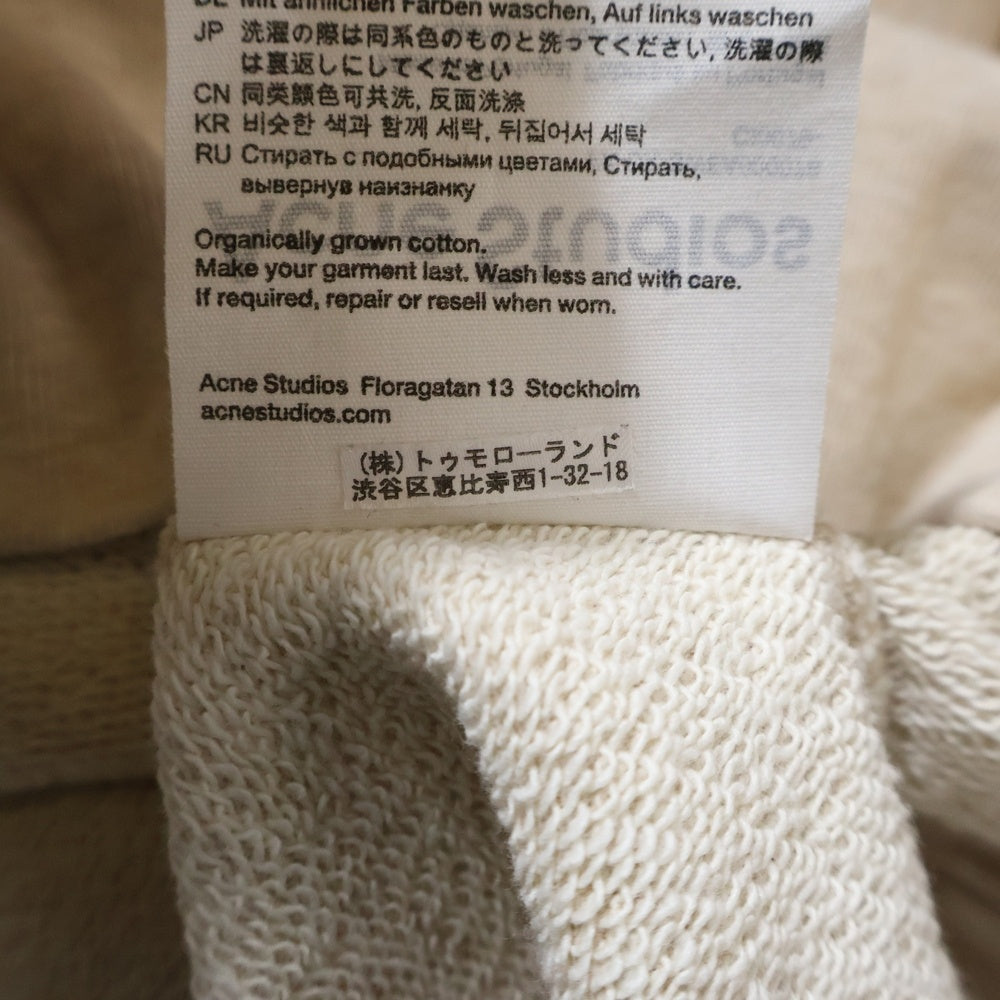 DE Mit ähnlichen Farben waschen, Auf links waschen
JP 洗濯の際は同系色のものと洗ってください, 洗濯の際
は裏返しにしてください
CN 同类颜色可共洗, 反面洗涤
KR 비슷한 색과 함께 세탁, 뒤집어서 세탁
RU Стирать с подобными цветами, Стирать,
вывернув наизнанку
Organically grown cotton.
Make your garment last. Wash less and with care.
If required, repair or resell when worn.
Acne Studios Floragatan 13 Stockholm
acnestudios.com
(株)トゥモローランド
渋谷区恵比寿西1-32-18